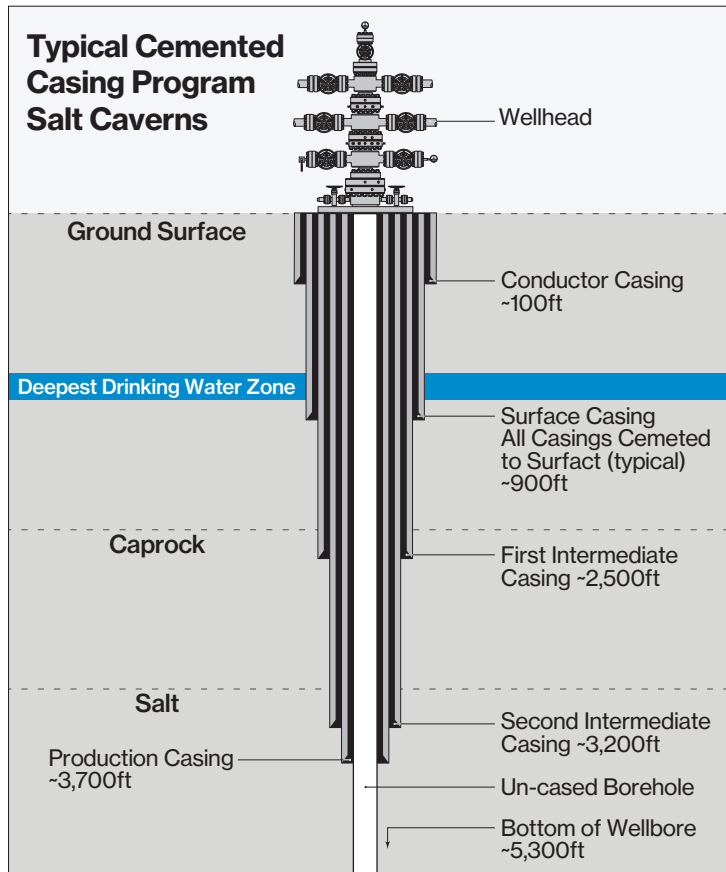 Typical Cemented
Casing Program
Salt Caverns
Wellhead
Ground Surface
Conductor Casing
~100ft
Deepest Drinking Water Zone
Surface Casing
All Casings Cemeted
to Surfact (typical)
~900ft
Caprock
First Intermediate
Casing ~2,500ft
Salt
Second Intermediate
Casing ~3,200ft
Production Casing
~3,700ft
Un-cased Borehole
Bottom of Wellbore
~5,300ft